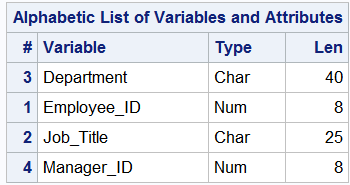 Alphabetic List of Variables and Attributes
# Variable Type Len
3 Department Char 40
1 Employee_ID Num 8
2 Job_Title Char 25
4 Manager_ID Num 8